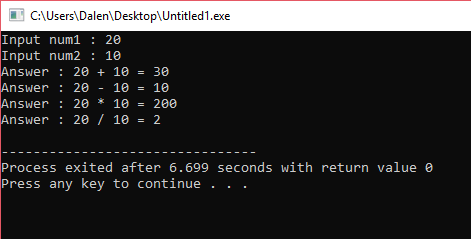 C:\Users\Dalen\Desktop\Untitled1.exe
Input num1 : 20
Input num2 : 10
Answer : 20 + 10 = 30
Answer : 20 - 10 = 10
Answer : 20 * 10 = 200
Answer : 20 / 10 = 2
--------------------------------
Process exited after 6.699 seconds with return value 0
Press any key to continue . . .